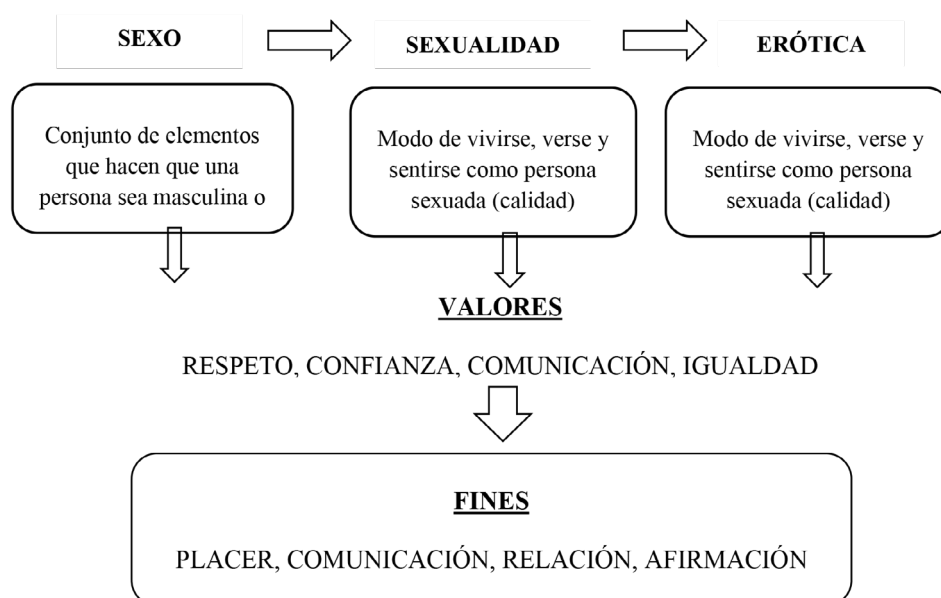 SEXO
SEXUALIDAD
ERÓTICA
Conjunto de elementos
que hacen que una
persona sea masculina o
Modo de vivirse, verse y
sentirse como persona
sexuada (calidad)
Modo de vivirse, verse y
sentirse como persona
sexuada (calidad)
VALORES
RESPETO, CONFIANZA, COMUNICACIÓN, IGUALDAD
FINES
PLACER, COMUNICACIÓN, RELACIÓN, AFIRMACIÓN